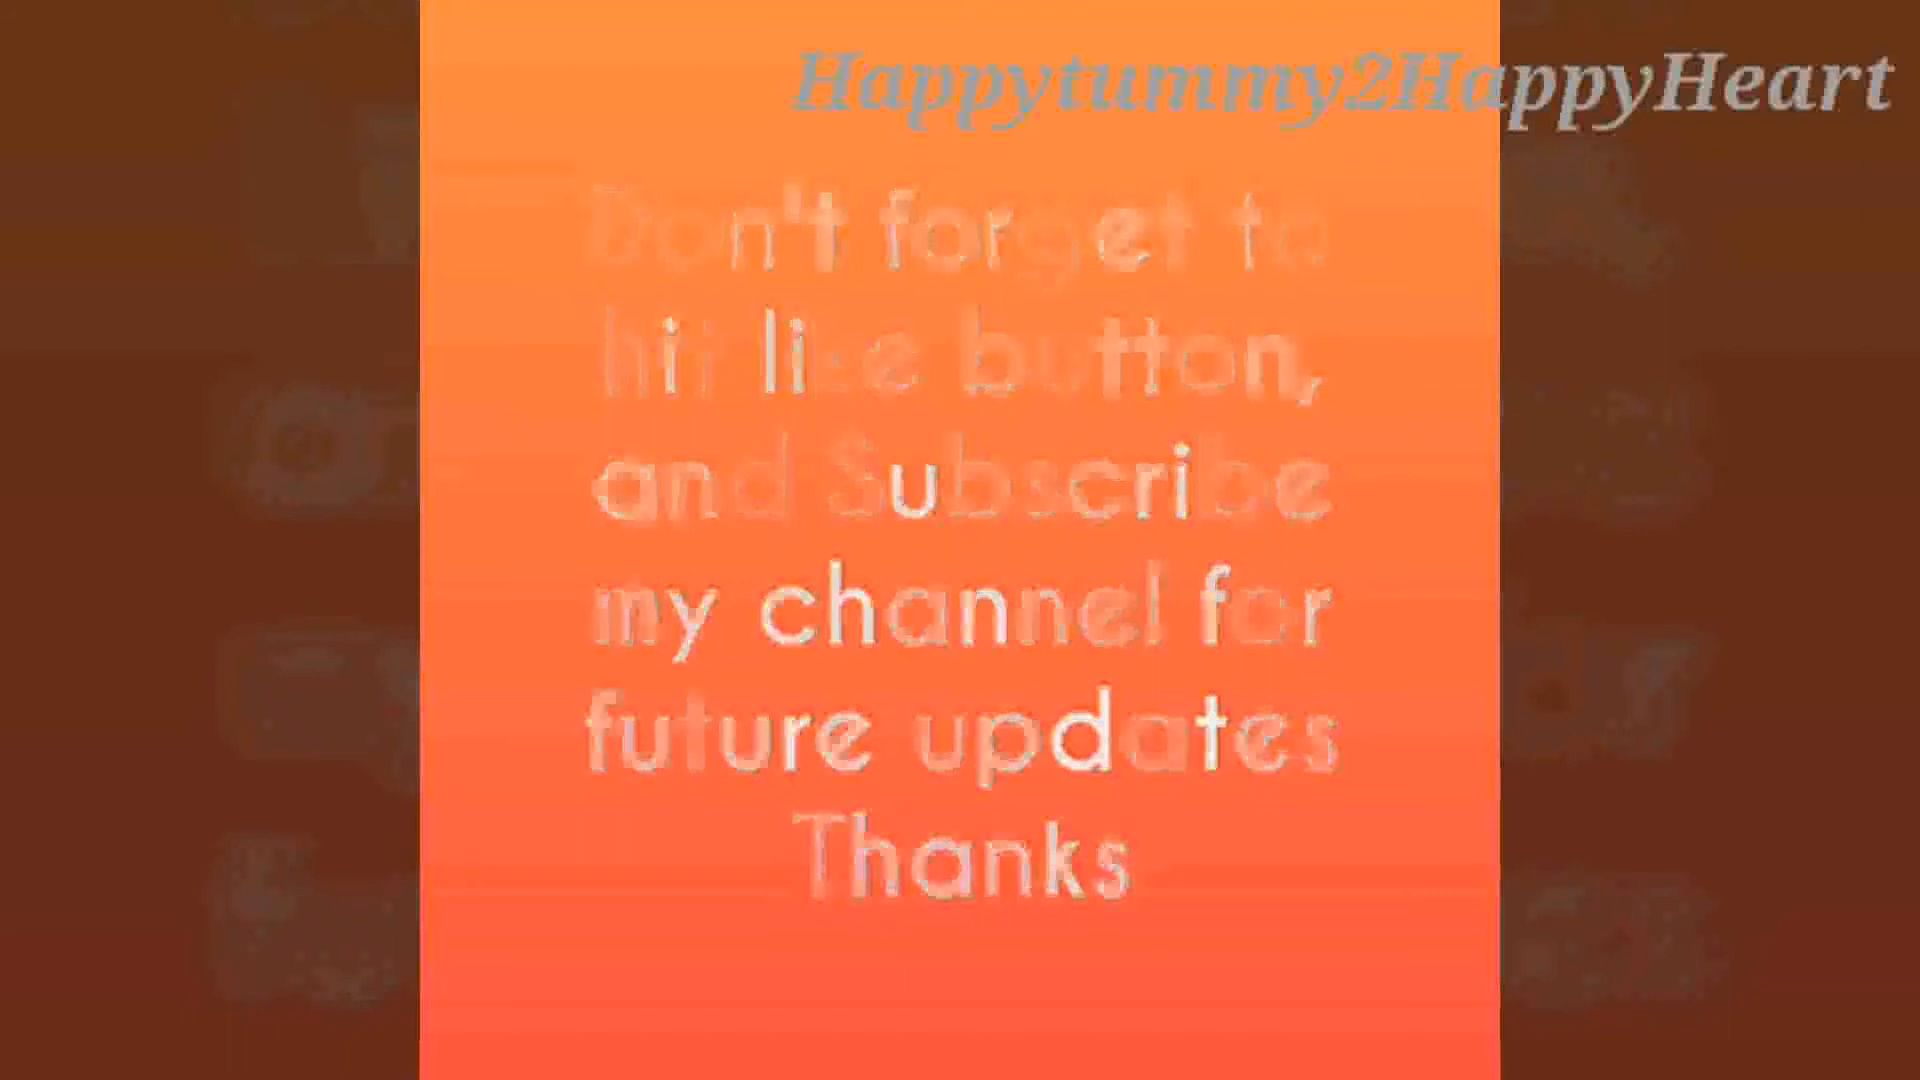 Happytummy2HappyHeart
Don't forget to
hit like button,
and Subscribe
my channel for
future updates
Thanks